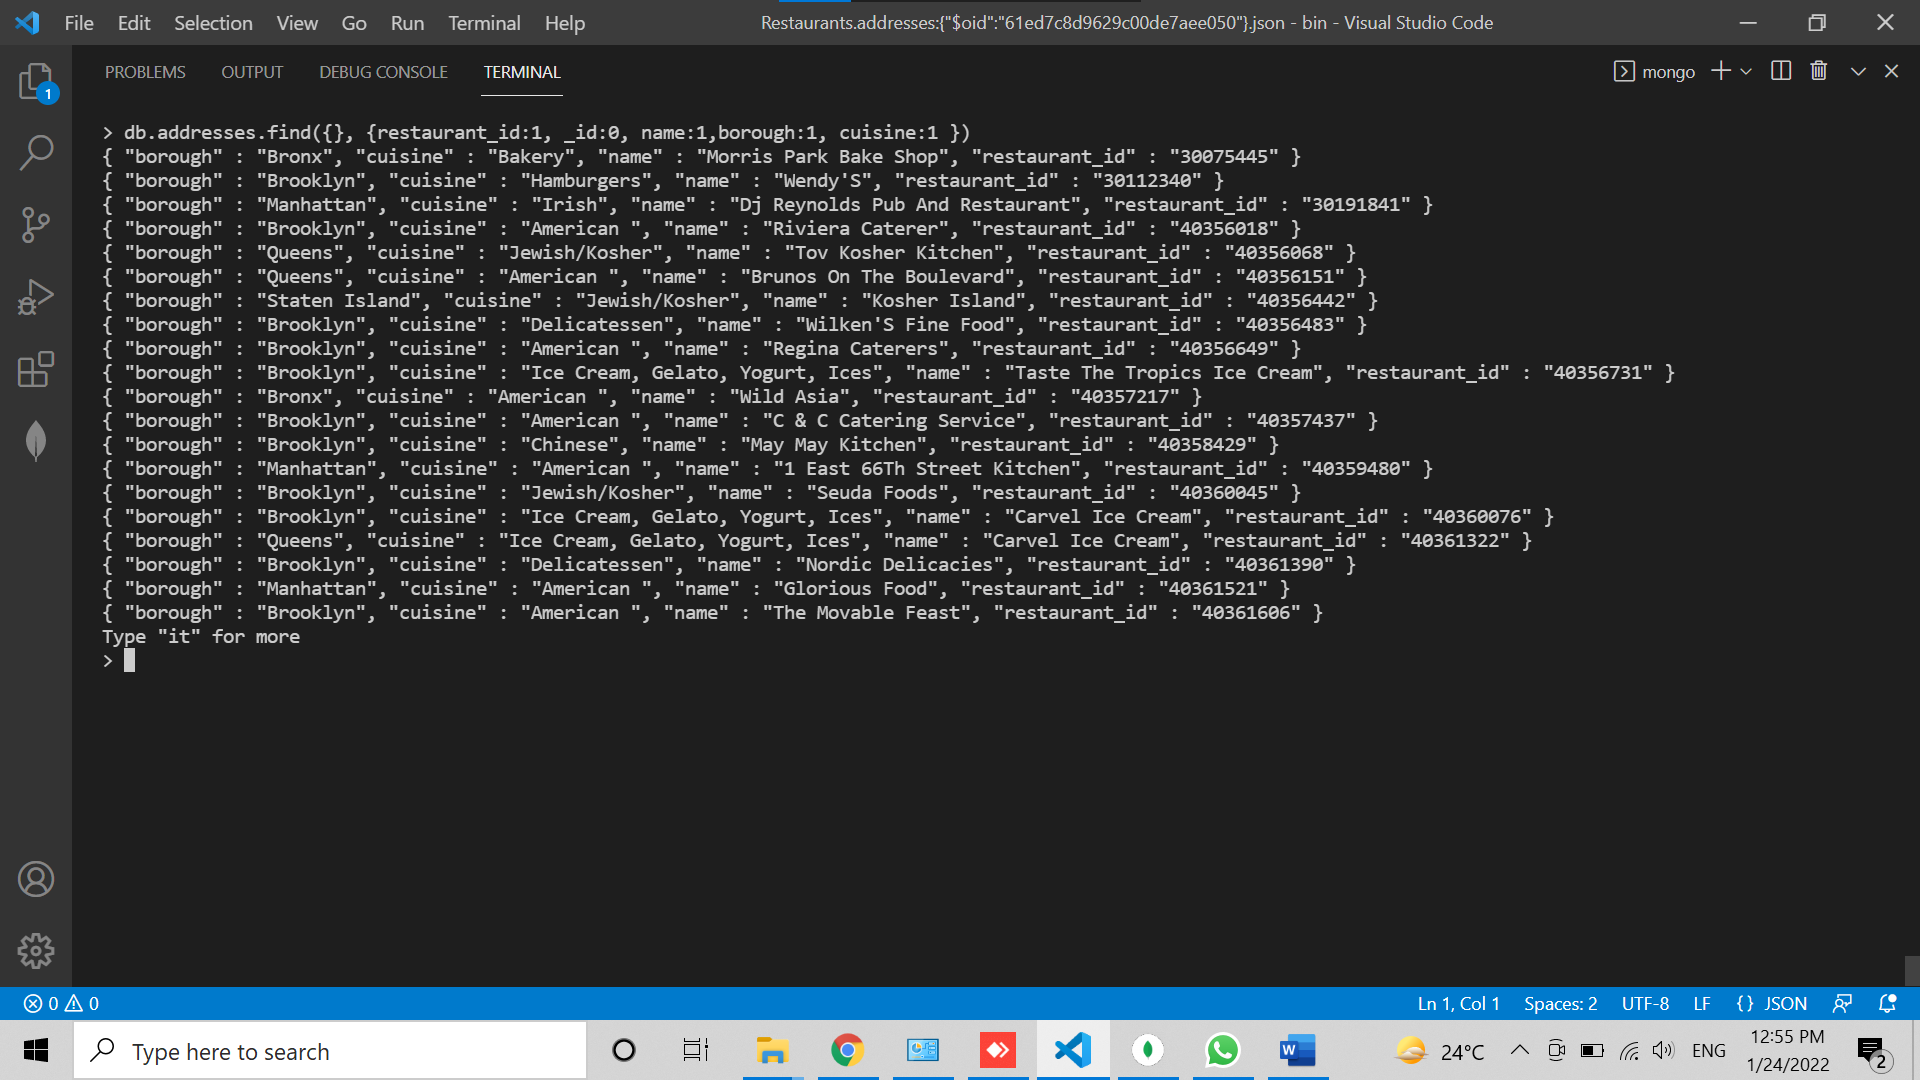 File Edit Selection View Go Run Terminal Help
Restaurants.addresses:{"$oid":"61ed7c8d9629c00de7aee050"}.json - bin - Visual Studio Code
PROBLEMS OUTPUT DEBUG CONSOLE TERMINAL
mongo
1
> db.addresses.find({}, {restaurant_id:1, _id:0, name:1,borough:1, cuisine:1 })
{ "borough" : "Bronx", "cuisine" : "Bakery", "name" : "Morris Park Bake Shop", "restaurant_id" : "30075445" }
{ "borough" : "Brooklyn", "cuisine" : "Hamburgers", "name" : "Wendy'S", "restaurant_id" : "30112340" }
{ "borough" : "Manhattan", "cuisine" : "Irish", "name" : "Dj Reynolds Pub And Restaurant", "restaurant_id" : "30191841" }
{ "borough" : "Brooklyn", "cuisine" : "American ", "name" : "Riviera Caterer", "restaurant_id" : "40356018" }
{ "borough" : "Queens", "cuisine" : "Jewish/Kosher", "name" : "Tov Kosher Kitchen", "restaurant_id" : "40356068" }
{ "borough" : "Queens", "cuisine" : "American ", "name" : "Brunos On The Boulevard", "restaurant_id" : "40356151" }
{ "borough" : "Staten Island", "cuisine" : "Jewish/Kosher", "name" : "Kosher Island", "restaurant_id" : "40356442" }
{ "borough" : "Brooklyn", "cuisine" : "Delicatessen", "name" : "Wilken'S Fine Food", "restaurant_id" : "40356483" }
{ "borough" : "Brooklyn", "cuisine" : "American ", "name" : "Regina Caterers", "restaurant_id" : "40356649" }
{ "borough" : "Brooklyn", "cuisine" : "Ice Cream, Gelato, Yogurt, Ices", "name" : "Taste The Tropics Ice Cream", "restaurant_id" : "40356731" }
{ "borough" : "Bronx", "cuisine" : "American ", "name" : "Wild Asia", "restaurant_id" : "40357217" }
{ "borough" : "Brooklyn", "cuisine" : "American ", "name" : "C & C Catering Service", "restaurant_id" : "40357437" }
{ "borough" : "Brooklyn", "cuisine" : "Chinese", "name" : "May May Kitchen", "restaurant_id" : "40358429" }
{ "borough" : "Manhattan", "cuisine" : "American ", "name" : "1 East 66Th Street Kitchen", "restaurant_id" : "40359480" }
{ "borough" : "Brooklyn", "cuisine" : "Jewish/Kosher", "name" : "Seuda Foods", "restaurant_id" : "40360045" }
{ "borough" : "Brooklyn", "cuisine" : "Ice Cream, Gelato, Yogurt, Ices", "name" : "Carvel Ice Cream", "restaurant_id" : "40360076" }
{ "borough" : "Queens", "cuisine" : "Ice Cream, Gelato, Yogurt, Ices", "name" : "Carvel Ice Cream", "restaurant_id" : "40361322" }
{ "borough" : "Brooklyn", "cuisine" : "Delicatessen", "name" : "Nordic Delicacies", "restaurant_id" : "40361390" }
{ "borough" : "Manhattan", "cuisine" : "American ", "name" : "Glorious Food", "restaurant_id" : "40361521" }
{ "borough" : "Brooklyn", "cuisine" : "American ", "name" : "The Movable Feast", "restaurant_id" : "40361606" }
Type "it" for more
>
0 0
Ln 1, Col 1 Spaces: 2 UTF-8 LF {} JSON
Type here to search
W
24°C
ENG
12:55 PM
1/24/2022
2